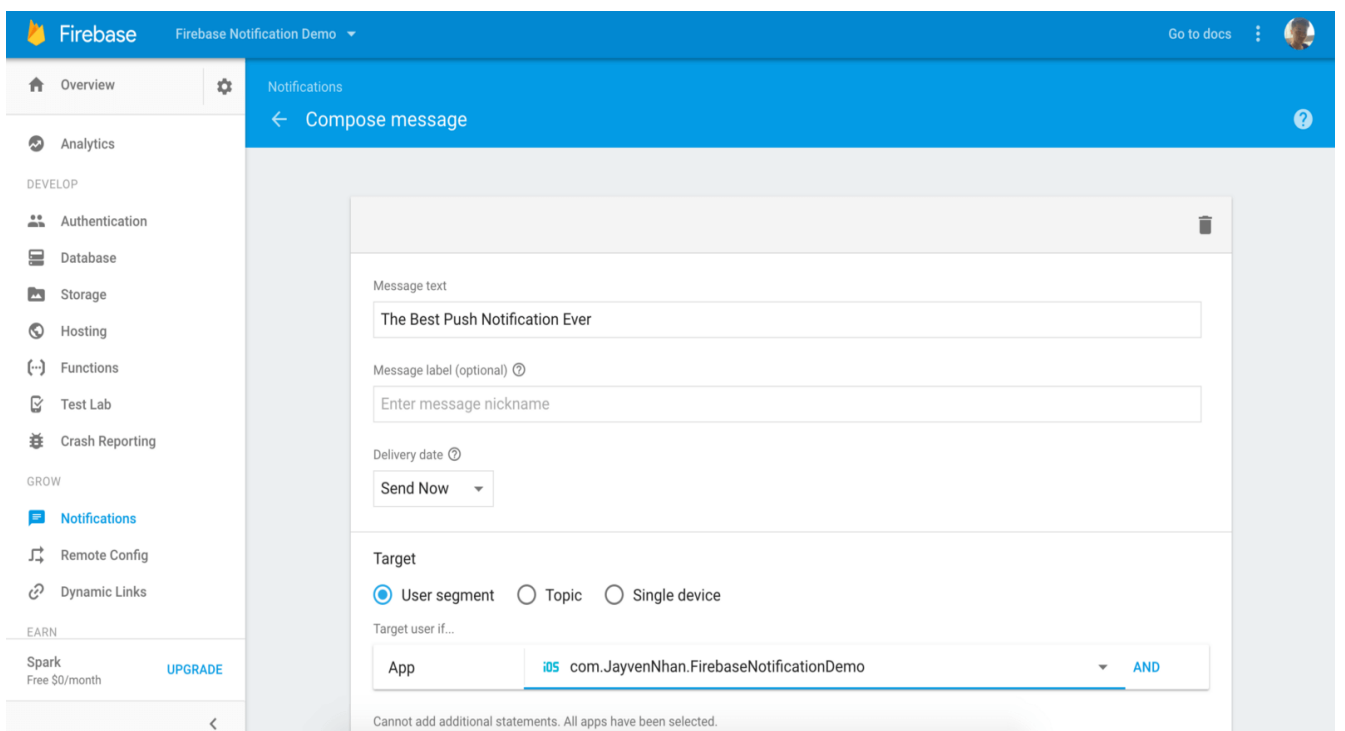 Firebase
Firebase Notification Demo
Go to docs
Overview
Analytics
DEVELOP
Authentication
Database
Storage
Hosting
Functions
Test Lab
Crash Reporting
GROW
Notifications
Remote Config
Dynamic Links
EARN
Spark
Free $0/month
UPGRADE
Notifications
Compose message
Message text
The Best Push Notification Ever
Message label (optional)
Enter message nickname
Delivery date
Send Now
Target
User segment Topic Single device
Target user if...
App iOS com.JayvenNhan.FirebaseNotificationDemo AND
Cannot add additional statements. All apps have been selected.